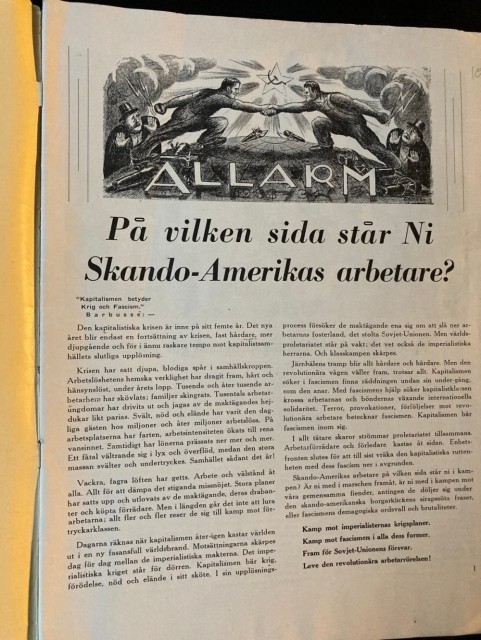 ALLARM
På vilken sida står Ni
Skando-Amerikas arbetare?
"Kapitalismen betyder
Krig och Fascism."
Barbusse: —
Den kapitalistiska krisen är inne på sitt femte år. Det nya
året blir endast en fortsättning av krisen, fast hårdare, mer
djupgående och för i ännu raskare tempo mot kapitalistsam-
hällets slutliga upplösning.
Krisen har satt djupa, blodiga spår i samhällskroppen.
Arbetslöshetens hemska verklighet har dragit fram, hårt och
hänsynslöst, under årets lopp. Tusende och åter tusende ar-
betarhem har skövlats; familjer skingrats. Tusentals arbetar-
ungdomar har drivits ut och jagas av de maktägandes hej-
dukar likt parias. Svält, nöd och elände har varit den dag-
liga gästen hos miljoner och åter miljoner arbetslösa. På
arbetsplatserna har farten, arbetsintensiteten ökats till rena
vansinnet. Samtidigt har lönerna prässats ner mer och mer.
Ett fåtal vältrande sig i lyx och överflöd, medan den stora
massan svälter och undertryckes. Samhället sådant det är!
Vackra, fagra löften har getts. Arbete och välstånd åt
alla. Allt för att dämpa det stigande missnöjet. Stora planer
har satts upp och utlovats av de maktägande, deras draban-
ter och köpta förrädare. Men i längden går det inte att lura
arbetarna; allt fler och fler reser de sig till kamp mot för-
tryckarklassen.
Dagarna räknas när kapitalismen åter-igen kastar världen
ut i en ny fasansfull världsbrand. Motsättningarna skärpes
dag för dag mellan de imperialistiska makterna. Det impe-
rialistiska kriget står för dörren. Kapitalismen bär krig,
förödelse, nöd och elände i sitt sköte. I sin upplösnings-
process försöker de maktägande ena sig om att slå ner ar-
betarnas fosterland, det stolta Sovjet-Unionen. Men världs-
proletariatet står på vakt; det vet också de imperialistiska
herrarna. Och klasskampen skärpes.
Järnhälens tramp blir allt hårdare och hårdare. Men den
revolutionära vågen väller fram, trotsar allt. Kapitalismen
söker i fascismen finna räddningen undan sin under-gång,
som den anar. Med fascismens hjälp söker kapitalistklassen
krossa arbetarnas och böndernas växande internationella
solidaritet. Terror, provokationer, förföljelser mot revo-
lutionära arbetare betecknar fascismen. Kapitalismen bär
fascismen inom sig.
I allt tätare skaror strömmar proletariatet tillsammans.
Arbetarförrädare och förledare kastas åt sidan. Enhets-
fronten slutes för att till sist vräka den kapitalistiska rutten-
heten med dess fascism ner i avgrunden.
Skando-Amerikas arbetare på vilken sida står ni i kam-
pen? Är ni med i marschen framåt, är ni med i kampen mot
våra gemensamma fiender, antingen de döljer sig under
den skando-amerikanska borgarklickens sirapssöta fraser,
eller fascismens demagogiska ordsvall och brutaliteter.
Kamp mot imperialisternas krigsplaner.
Kamp mot fascismen i alla dess former.
Fram för Sovjet-Unionens försvar.
Leve den revolutionära arbetarrörelsen!
1